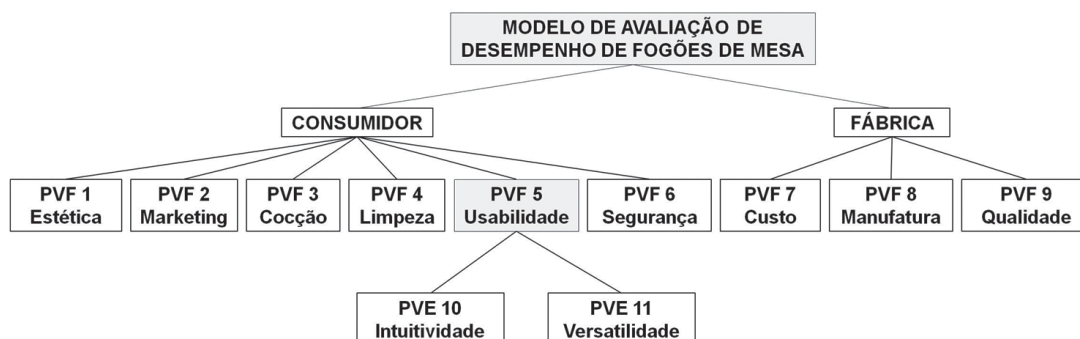 MODELO DE AVALIAÇÃO DE
DESEMPENHO DE FOGÕES DE MESA
CONSUMIDOR
FÁBRICA
PVF 1
Estética
PVF 2
Marketing
PVF 3
Cocção
PVF 4
Limpeza
PVF 5
Usabilidade
PVF 6
Segurança
PVF 7
Custo
PVF 8
Manufatura
PVF 9
Qualidade
PVE 10
Intuitividade
PVE 11
Versatilidade